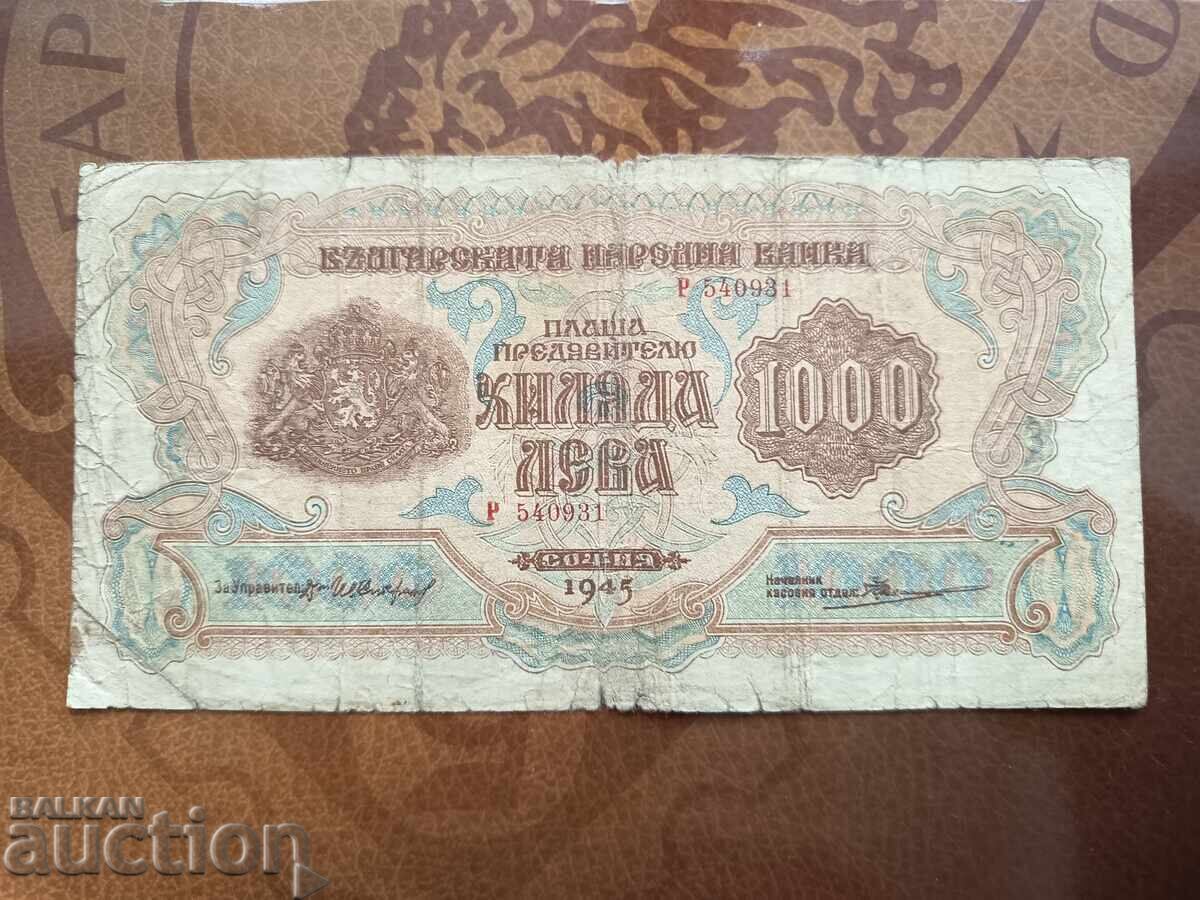 БЪЛГАРСКАТА НАРОДНА БАНКА
Р 540931
ПЛАЩА
ПРЕДЯВИТЕЛЮ
ХИЛЯДА
ЛЕВА
1000
Р 540931
СОФИЯ
1945
За Управител:
Началник
касовия отдел:
BALKAN
auction